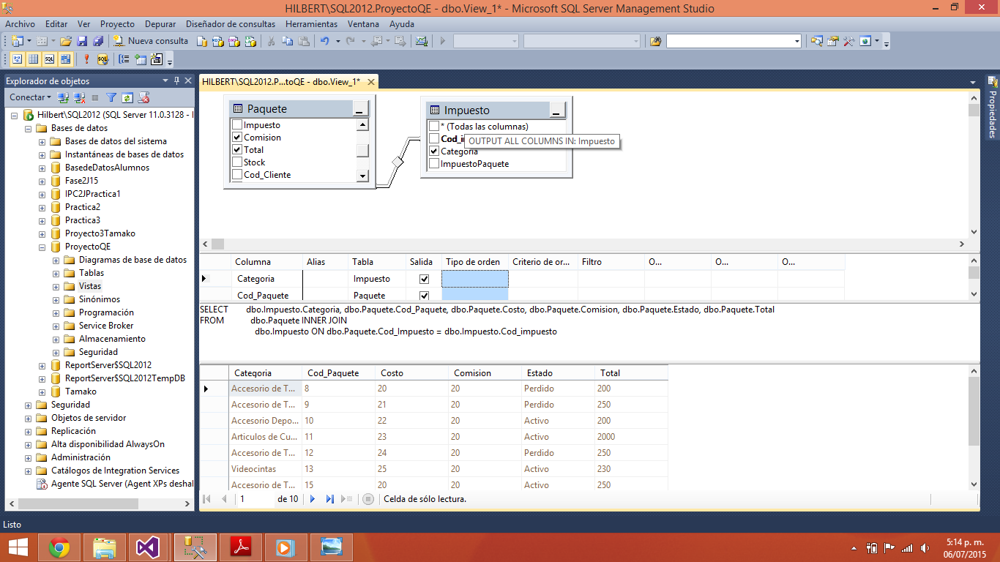 HILBERT\SQL2012.ProyectoQE - dbo.View_1* - Microsoft SQL Server Management Studio
Archivo Editar Ver Proyecto Depurar Diseñador de consultas Herramientas Ventana Ayuda
Nueva consulta
Explorador de objetos
HILBERT\SQL2012.P...toQE - dbo.View_1*
Conectar
Hilbert\SQL2012 (SQL Server 11.0.3128 -
Bases de datos
Bases de datos del sistema
Instantáneas de bases de datos
BasedeDatosAlumnos
Fase2J15
IPC2JPractica1
Practica2
Practica3
Proyecto3Tamako
ProyectoQE
Diagramas de base de datos
Tablas
Vistas
Sinónimos
Programación
Service Broker
Almacenamiento
Seguridad
ReportServer$SQL2012
ReportServer$SQL2012TempDB
Tamako
Seguridad
Objetos de servidor
Replicación
Alta disponibilidad AlwaysOn
Administración
Catálogos de Integration Services
Agente SQL Server (Agent XPs deshal
Paquete
Impuesto
Comision
Total
Stock
Cod_Cliente
Impuesto
* (Todas las columnas)
Cod_i
OUTPUT ALL COLUMNS IN: Impuesto
Categoria
ImpuestoPaquete
Propiedades
Columna Alias Tabla Salida Tipo de orden Criterio de or... Filtro O... O... O...
Categoria Impuesto
Cod_Paquete Paquete
SELECT dbo.Impuesto.Categoria, dbo.Paquete.Cod_Paquete, dbo.Paquete.Costo, dbo.Paquete.Comision, dbo.Paquete.Estado, dbo.Paquete.Total
FROM dbo.Paquete INNER JOIN
dbo.Impuesto ON dbo.Paquete.Cod_Impuesto = dbo.Impuesto.Cod_impuesto
Categoria Cod_Paquete Costo Comision Estado Total
Accesorio de T... 8 20 20 Perdido 200
Accesorio de T... 9 21 20 Perdido 250
Accesorio Depo... 10 22 20 Activo 200
Articulos de Cu... 11 23 20 Activo 2000
Accesorio de T... 12 24 20 Perdido 250
Videocintas 13 25 20 Activo 230
Accesorio de T... 15 20 20 Activo 250
1 de 10 Celda de sólo lectura.
Listo
5:14 p. m.
06/07/2015